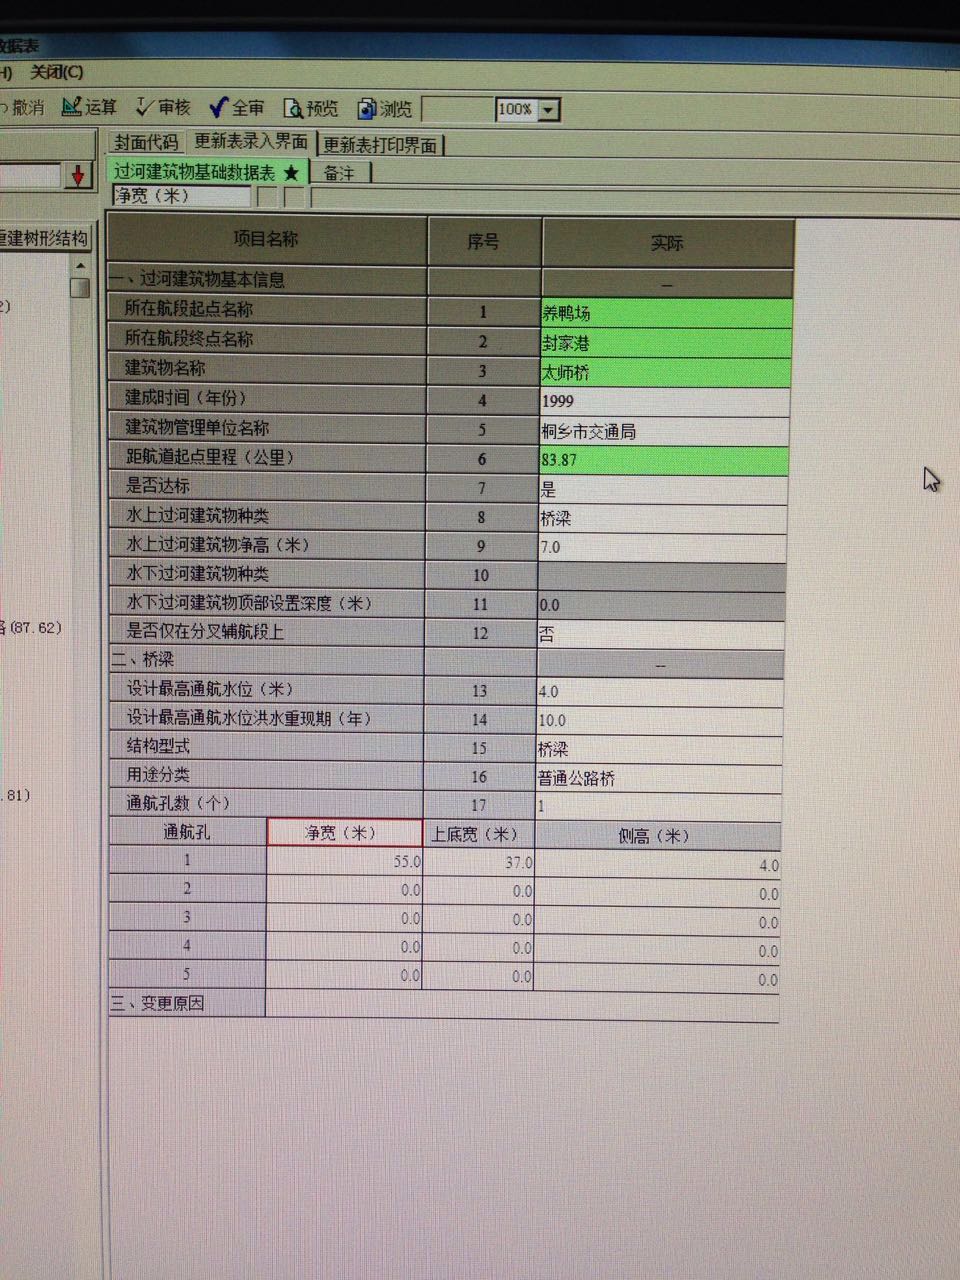 数据表
关闭(C)
撤消 运算 审核 全审 预览 浏览 100%
封面代码 更新表录入界面 更新表打印界面
过河建筑物基础数据表 ★ 备注
净宽（米）
重建树形结构
项目名称 序号 实际
一、过河建筑物基本信息 —
所在航段起点名称 1 养鸭场
所在航段终点名称 2 封家港
建筑物名称 3 太师桥
建成时间（年份） 4 1999
建筑物管理单位名称 5 桐乡市交通局
距航道起点里程（公里） 6 83.87
是否达标 7 是
水上过河建筑物种类 8 桥梁
水上过河建筑物净高（米） 9 7.0
水下过河建筑物种类 10
水下过河建筑物顶部设置深度（米） 11 0.0
(87.62)
是否仅在分叉辅航段上 12 否
二、桥梁 —
设计最高通航水位（米） 13 4.0
设计最高通航水位洪水重现期（年） 14 10.0
结构型式 15 桥梁
用途分类 16 普通公路桥
.81)
通航孔数（个） 17 1
通航孔 净宽（米） 上底宽（米） 侧高（米）
1 55.0 37.0 4.0
2 0.0 0.0 0.0
3 0.0 0.0 0.0
4 0.0 0.0 0.0
5 0.0 0.0 0.0
三、变更原因